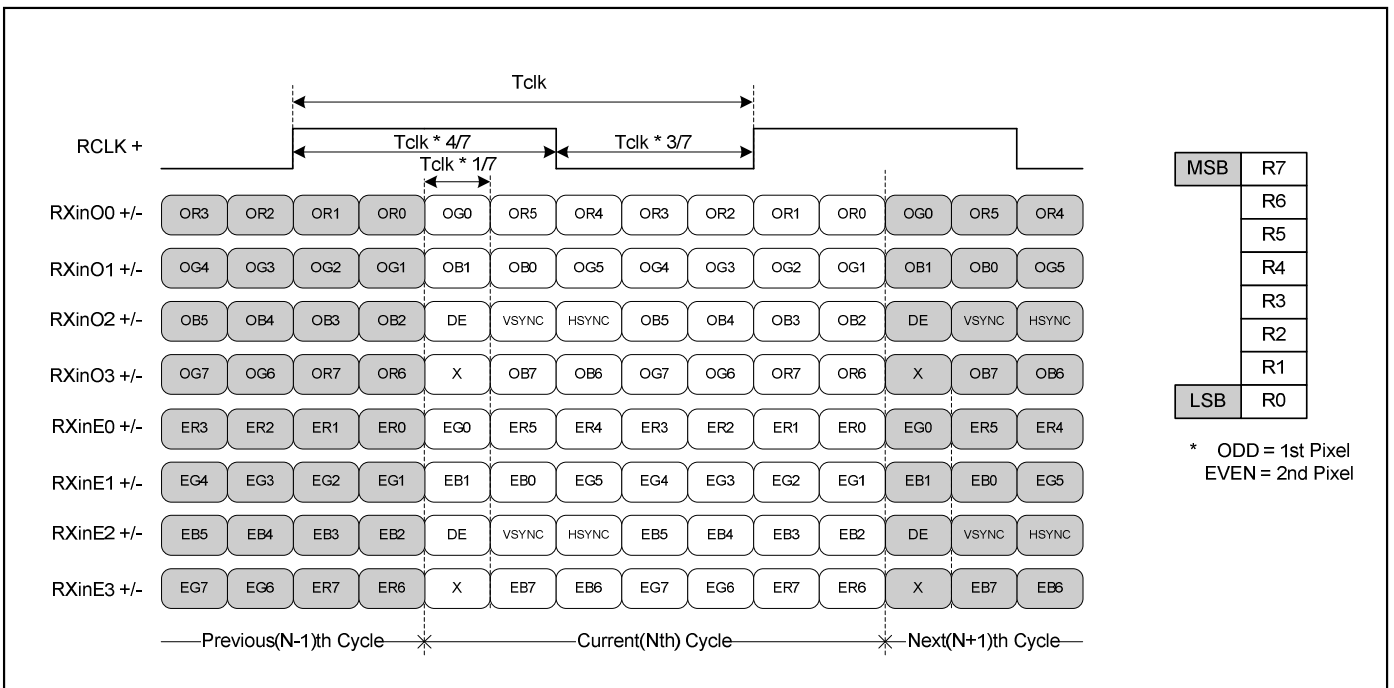 Tclk
RCLK +
Tclk * 4/7
Tclk * 3/7
Tclk * 1/7
RXinO0 +/- OR3 OR2 OR1 OR0 OG0 OR5 OR4 OR3 OR2 OR1 OR0 OG0 OR5 OR4
RXinO1 +/- OG4 OG3 OG2 OG1 OB1 OB0 OG5 OG4 OG3 OG2 OG1 OB1 OB0 OG5
RXinO2 +/- OB5 OB4 OB3 OB2 DE VSYNC HSYNC OB5 OB4 OB3 OB2 DE VSYNC HSYNC
RXinO3 +/- OG7 OG6 OR7 OR6 X OB7 OB6 OG7 OG6 OR7 OR6 X OB7 OB6
RXinE0 +/- ER3 ER2 ER1 ER0 EG0 ER5 ER4 ER3 ER2 ER1 ER0 EG0 ER5 ER4
RXinE1 +/- EG4 EG3 EG2 EG1 EB1 EB0 EG5 EG4 EG3 EG2 EG1 EB1 EB0 EG5
RXinE2 +/- EB5 EB4 EB3 EB2 DE VSYNC HSYNC EB5 EB4 EB3 EB2 DE VSYNC HSYNC
RXinE3 +/- EG7 EG6 ER7 ER6 X EB7 EB6 EG7 EG6 ER7 ER6 X EB7 EB6
Previous(N-1)th Cycle Current(Nth) Cycle Next(N+1)th Cycle
MSB R7
R6
R5
R4
R3
R2
R1
LSB R0
* ODD = 1st Pixel
EVEN = 2nd Pixel